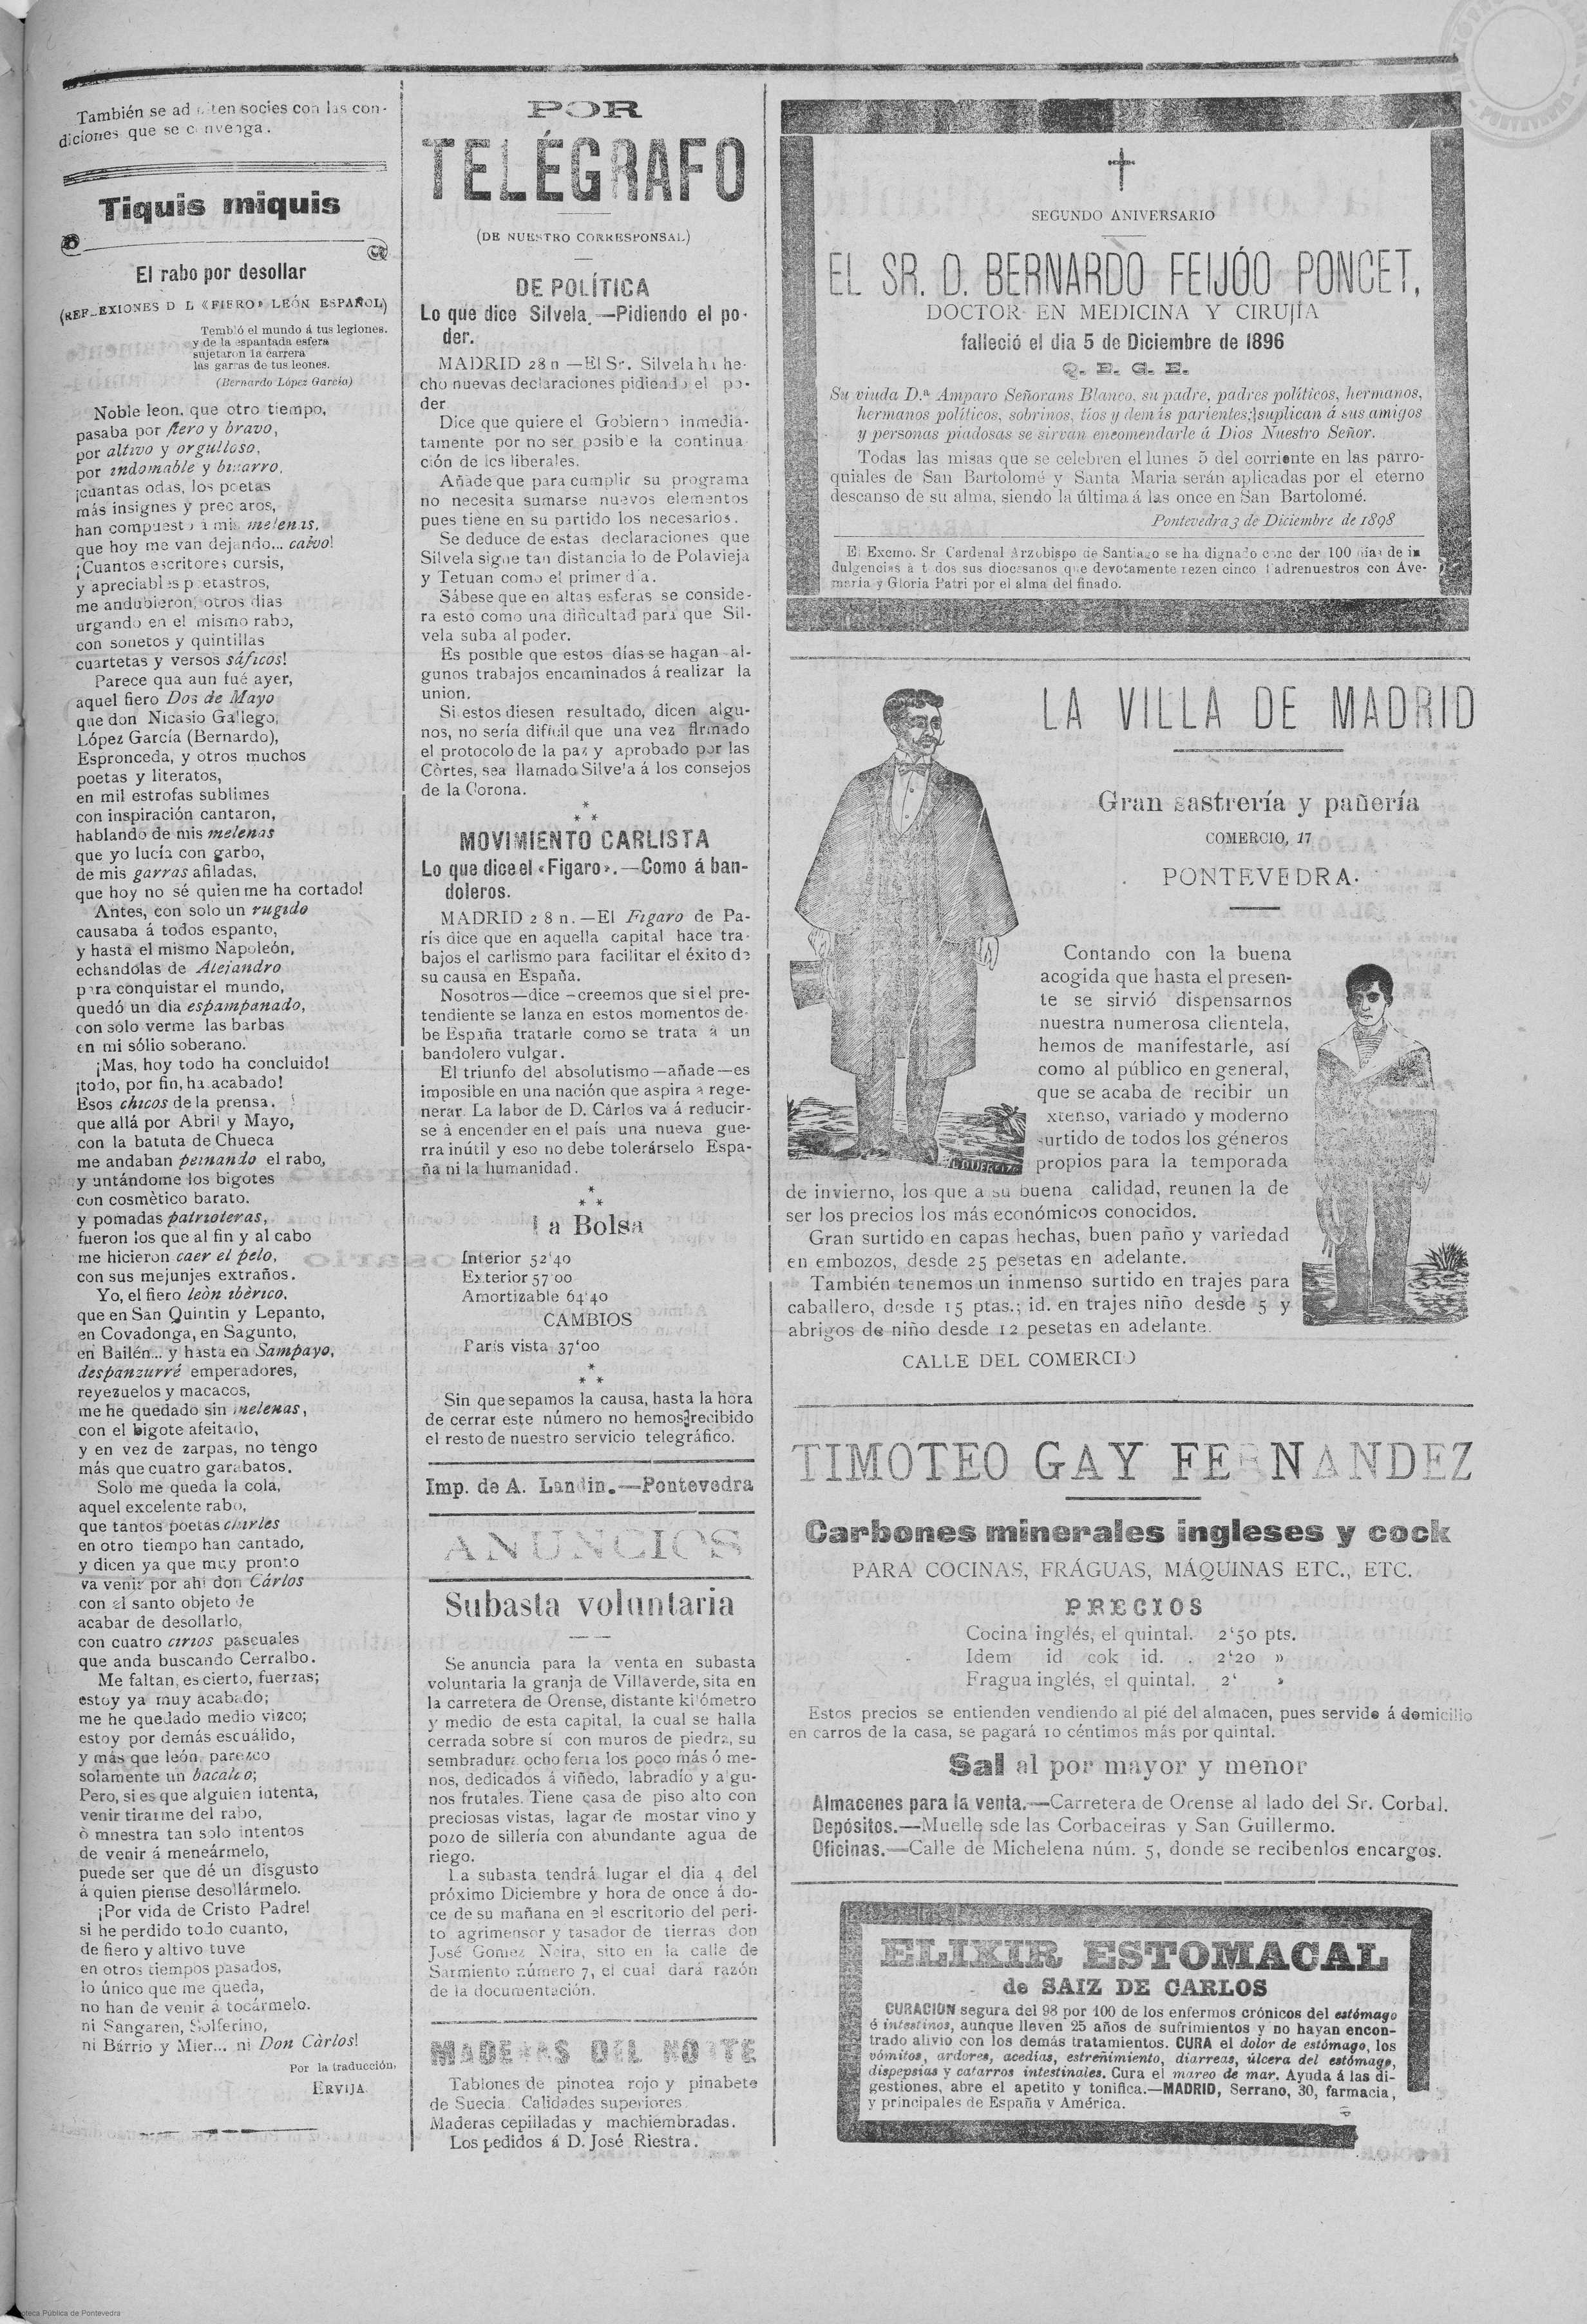 También se ad ten socies con las con-
diciones que se c nvenga.
Tiquis miquis
El rabo por desollar
(REF_EXIONES D L «FIERO» LEÓN ESPAÑOL)
Tembló el mundo á tus legiones.
y de la espantada esfera
sujetaron la carrera
las garras de tus leones.
(Bernardo López García)
Noble leon, que otro tiempo,
pasaba por fiero y bravo,
por altivo y orgulloso,
por indomable y bizarro,
¡cuantas odas, los poetas
más insignes y prec aros,
han compuesto á mis melenas,
que hoy me van dejando... calvo!
¡Cuantos escritores cursis,
y apreciables poetastros,
me andubieron, otros dias
urgando en el mismo rabo,
con sonetos y quintillas
cuartetas y versos sáficos!
Parece qua aun fué ayer,
aquel fiero Dos de Mayo
que don Nicasio Gallego,
López García (Bernardo),
Espronceda, y otros muchos
poetas y literatos,
en mil estrofas sublimes
con inspiración cantaron,
hablando de mis melenas
que yo lucía con garbo,
de mis garras afiladas,
que hoy no sé quien me ha cortado!
Antes, con solo un rugido
causaba á todos espanto,
y hasta el mismo Napoleón,
echandolas de Alejandro
para conquistar el mundo,
quedó un dia espampanado,
con solo verme las barbas
en mi sólio soberano.
¡Mas, hoy todo ha concluido!
¡todo, por fin, ha acabado!
Esos chicos de la prensa,
que allá por Abril y Mayo,
con la batuta de Chueca
me andaban peinando el rabo,
y untándome los bigotes
con cosmètico barato.
y pomadas patrioteras,
fueron los que al fin y al cabo
me hicieron caer el pelo,
con sus mejunjes extraños.
Yo, el fiero leòn ibèrico,
que en San Quintin y Lepanto,
en Covadonga, en Sagunto,
en Bailén... y hasta en Sampayo,
despanzurré emperadores,
reyezuelos y macacos,
me he quedado sin melenas,
con el bigote afeitado,
y en vez de zarpas, no tengo
más que cuatro garabatos.
Solo me queda la cola,
aquel excelente rabo,
que tantos poetas chirles
en otro tiempo han cantado,
y dicen ya que muy pronto
va venir por ahi don Cárlos
con el santo objeto de
acabar de desollarlo,
con cuatro cirios pascuales
que anda buscando Cerralbo.
Me faltan, es cierto, fuerzas;
estoy ya muy acabado;
me he quedado medio vizco;
estoy por demás escuálido,
y más que león, parezco
solamente un bacalao;
Pero, si es que alguien intenta,
venir tirarme del rabo,
ò mnestra tan solo intentos
de venir á meneármelo,
puede ser que dé un disgusto
á quien piense desollármelo.
¡Por vida de Cristo Padre!
si he perdido todo cuanto,
de fiero y altivo tuve
en otros tiempos pasados,
lo único que me queda,
no han de venir á tocármelo.
ni Sangaren, Solferino,
ni Bárrio y Mier... ni Don Càrlos!
Por la traducción,
ERVIJA.
POR
TELÉGRAFO
(DE NUESTRO CORRESPONSAL)
DE POLÍTICA
Lo que dice Silvela.—Pidiendo el po-
der.
MADRID 28 n —El Sr. Silvela ha he-
cho nuevas declaraciones pidiendo el po-
der
Dice que quiere el Gobierno inmedia-
tamente por no ser posible la continua
ción de los liberales.
Añade que para cumplir su programa
no necesita sumarse nuevos elementos
pues tiene en su partido los necesarios.
Se deduce de estas declaraciones que
Silvela signe tan distanciado de Polavieja
y Tetuan como el primer dia.
Sábese que en altas esferas se conside-
ra esto como una dificultad para que Sil-
vela suba al poder.
Es posible que estos días se hagan al-
gunos trabajos encaminados á realizar la
union.
Si estos diesen resultado, dicen algu-
nos, no sería difícil que una vez firmado
el protocolo de la paz y aprobado por las
Còrtes, sea llamado Silvela á los consejos
de la Corona.
* * *
MOVIMIENTO CARLISTA
Lo que dice el «Figaro».—Como á ban-
doleros.
MADRID 28 n.—El Figaro de Pa-
rís dice que en aquella capital hace tra-
bajos el carlismo para facilitar el éxito de
su causa en España.
Nosotros—dice—creemos que si el pre-
tendiente se lanza en estos momentos de-
be España tratarle como se trata á un
bandolero vulgar.
El triunfo del absolutismo—añade—es
imposible en una nación que aspira á rege-
nerar. La labor de D. Cárlos va á reducir-
se à encender en el país una nueva gue-
rra inútil y eso no debe tolerárselo Espa-
ña ni la humanidad.
* * *
La Bolsa
Interior 52'40
Exterior 57'00
Amortizable 64'40
CAMBIOS
París vista 37'00
* * *
Sin que sepamos la causa, hasta la hora
de cerrar este número no hemos recibido
el resto de nuestro servicio telegráfico.
Imp. de A. Landin.—Pontevedra
ANUNCIOS
Subasta voluntaria
Se anuncia para la venta en subasta
voluntaria la granja de Villaverde, sita en
la carretera de Orense, distante kilómetro
y medio de esta capital, la cual se halla
cerrada sobre sí con muros de piedra, su
sembradura ocho ferrados poco más ó me-
nos, dedicados á viñedo, labradío y algu-
nos frutales. Tiene casa de piso alto con
preciosas vistas, lagar de mostar vino y
pozo de sillería con abundante agua de
riego.
La subasta tendrá lugar el dia 4 del
próximo Diciembre y hora de once á do-
ce de su mañana en el escritorio del peri-
to agrimensor y tasador de tierras don
José Gomez Neira, sito en la calle de
Sarmiento número 7, el cual dará razón
de la documentación.
MADERAS DEL NORTE
Tablones de pinotea rojo y pinabete
de Suecia. Calidades superiores.
Maderas cepilladas y machiembradas.
Los pedidos á D. José Riestra.
SEGUNDO ANIVERSARIO
EL SR. D. BERNARDO FEIJÓO PONCET,
DOCTOR EN MEDICINA Y CIRUJÍA
falleció el dia 5 de Diciembre de 1896
Q. E. G. E.
Su viuda D.ª Amparo Señorans Blanco, su padre, padres políticos, hermanos,
hermanos políticos, sobrinos, tíos y demás parientes; suplican á sus amigos
y personas piadosas se sirvan encomendarle á Dios Nuestro Señor.
Todas las misas que se celebren el lunes 5 del corriente en las parro-
quiales de San Bartolomé y Santa Maria serán aplicadas por el eterno
descanso de su alma, siendo la última á las once en San Bartolomé.
Pontevedra 3 de Diciembre de 1898
El Excmo. Sr Cardenal Arzobispo de Santiago se ha dignado conc der 100 días de in
dulgencias á t dos sus diocesanos que devotamente rezen cinco Padrenuestros con Ave-
maria y Gloria Patri por el alma del finado.
LA VILLA DE MADRID
Gran sastrería y pañería
COMERCIO, 17
PONTEVEDRA.
Contando con la buena
acogida que hasta el presen-
te se sirvió dispensarnos
nuestra numerosa clientela,
hemos de manifestarle, así
como al público en general,
que se acaba de recibir un
xtenso, variado y moderno
surtido de todos los géneros
propios para la temporada
de invierno, los que a su buena calidad, reunen la de
ser los precios los más económicos conocidos.
Gran surtido en capas hechas, buen paño y variedad
en embozos, desde 25 pesetas en adelante.
También tenemos un inmenso surtido en trajes para
caballero, desde 15 ptas.; id. en trajes niño desde 5 y
abrigos de niño desde 12 pesetas en adelante.
CALLE DEL COMERCIO
TIMOTEO GAY FERNANDEZ
Carbones minerales ingleses y cock
PARA COCINAS, FRÁGUAS, MÁQUINAS ETC., ETC.
PRECIOS
Cocina inglés, el quintal. 2'50 pts.
Idem id cok id. . 2'20 »
Fragua inglés, el quintal. 2' »
Estos precios se entienden vendiendo al pié del almacen, pues servido á domicilio
en carros de la casa, se pagará 10 céntimos más por quintal.
Sal al por mayor y menor
Almacenes para la venta.—Carretera de Orense al lado del Sr. Corbal.
Depósitos.—Muelle sde las Corbaceiras y San Guillermo.
Oficinas.—Calle de Michelena núm. 5, donde se recibenlos encargos.
ELIXIR ESTOMACAL
de SAIZ DE CARLOS
CURACION segura del 98 por 100 de los enfermos crónicos del estómago
é intestinos, aunque lleven 25 años de sufrimientos y no hayan encon-
trado alivio con los demás tratamientos. CURA el dolor de estómago, los
vómitos, ardores, acedías, estreñimiento, diarreas, úlcera del estómago,
dispepsias y catarros intestinales. Cura el mareo de mar. Ayuda á las di-
gestiones, abre el apetito y tonifica.—MADRID, Serrano, 30, farmacia,
y principales de España y América.
Pública de Pontevedra